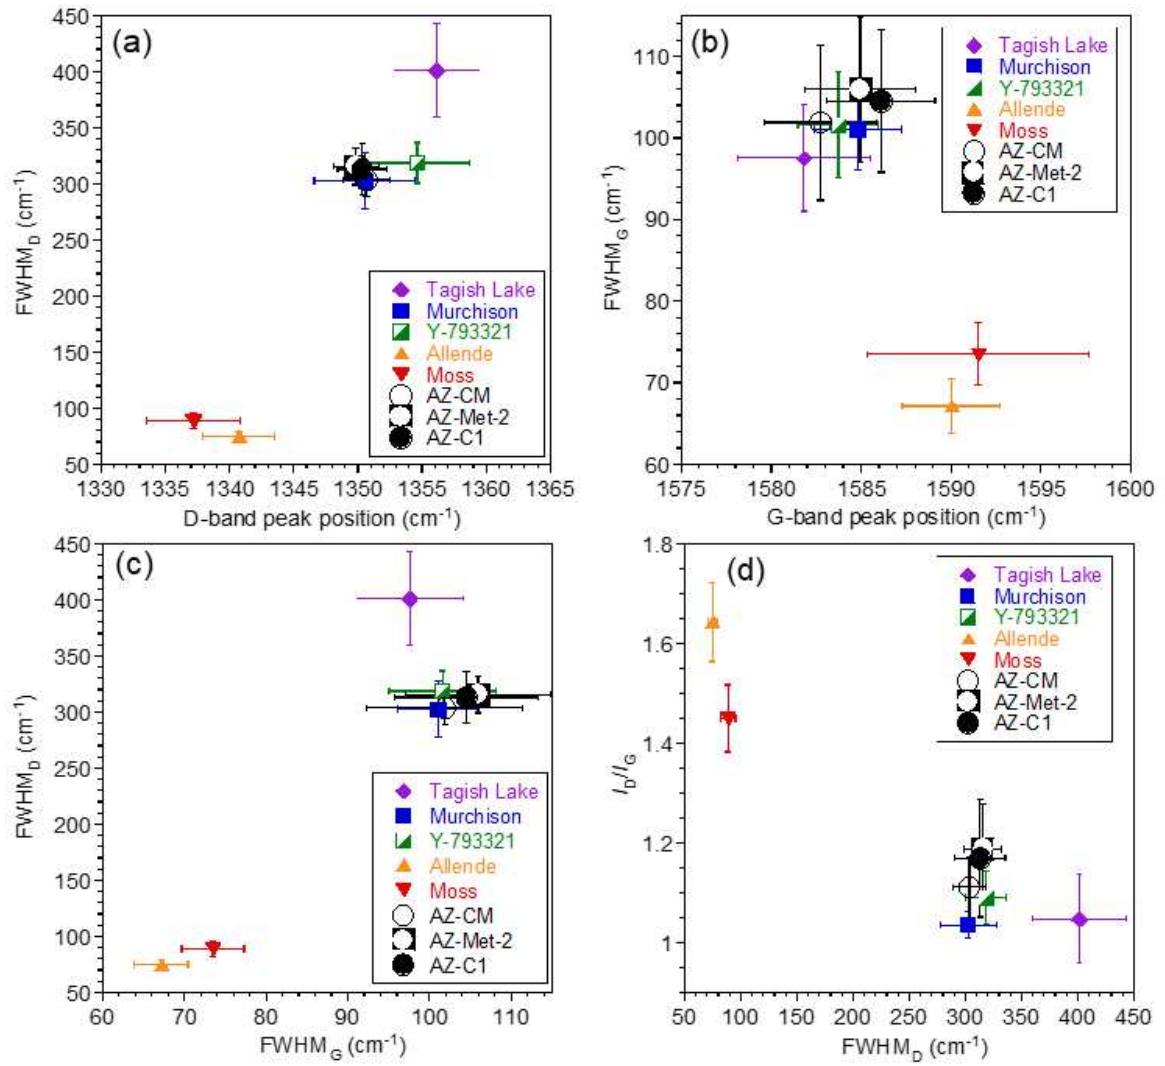 (a)
450
400
350
300
250
200
150
100
50
FWHM_D (cm⁻¹)
Tagish Lake
Murchison
Y-793321
Allende
Moss
AZ-CM
AZ-Met-2
AZ-C1
1330 1335 1340 1345 1350 1355 1360 1365
D-band peak position (cm⁻¹)
(b)
110
100
90
80
70
60
FWHM_G (cm⁻¹)
Tagish Lake
Murchison
Y-793321
Allende
Moss
AZ-CM
AZ-Met-2
AZ-C1
1575 1580 1585 1590 1595 1600
G-band peak position (cm⁻¹)
(c)
450
400
350
300
250
200
150
100
50
FWHM_D (cm⁻¹)
Tagish Lake
Murchison
Y-793321
Allende
Moss
AZ-CM
AZ-Met-2
AZ-C1
60 70 80 90 100 110
FWHM_G (cm⁻¹)
(d)
1.8
1.6
1.4
1.2
1
I_D/I_G
Tagish Lake
Murchison
Y-793321
Allende
Moss
AZ-CM
AZ-Met-2
AZ-C1
50 100 150 200 250 300 350 400 450
FWHM_D (cm⁻¹)